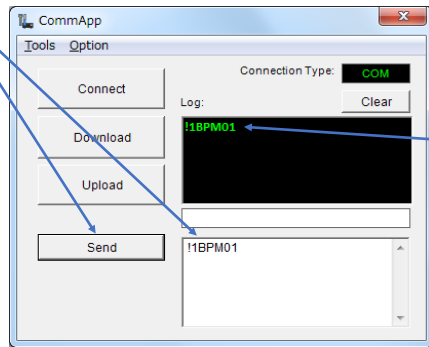 CommApp
Tools Option
Connection Type: COM
Connect
Log: Clear
!1BPM01
Download
Upload
Send
!1BPM01